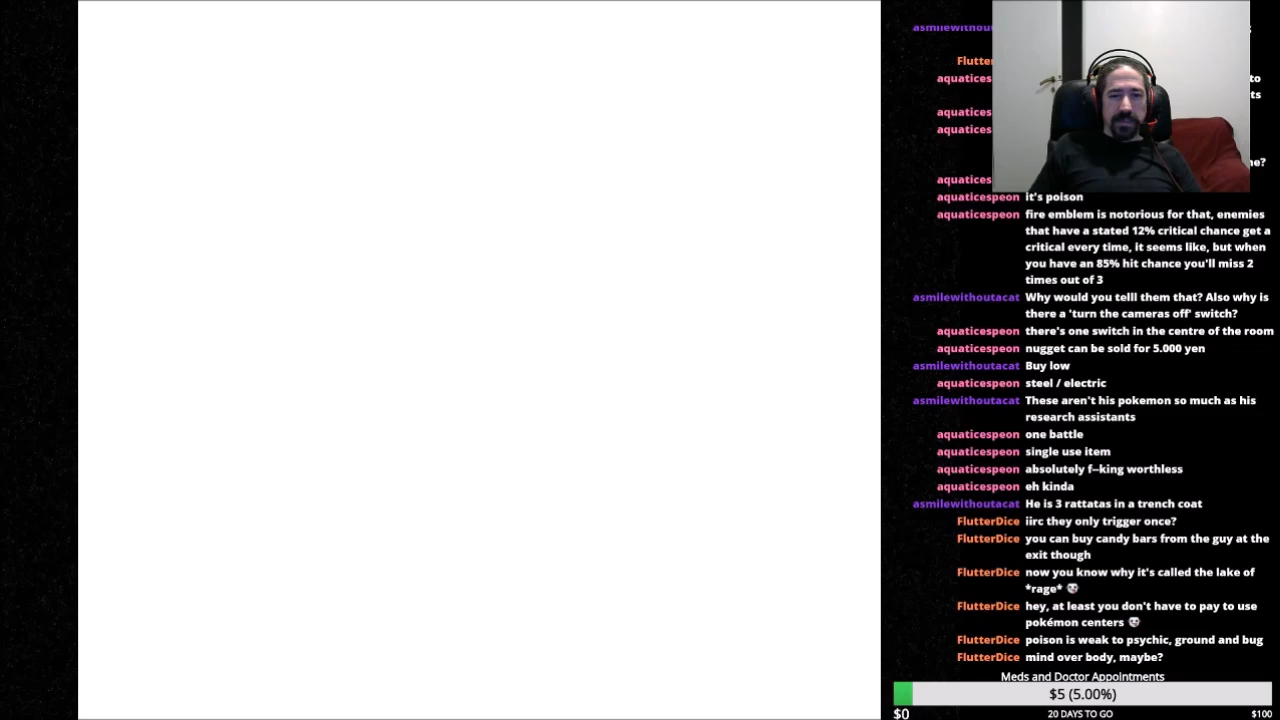 asmilewithou
Flutter
aquatices to
ts
aquatices
aquatices
ne?
aquatices
aquaticespeon it's poison
aquaticespeon fire emblem is notorious for that, enemies
that have a stated 12% critical chance get a
critical every time, it seems like, but when
you have an 85% hit chance you'll miss 2
times out of 3
asmilewithoutacat Why would you telll them that? Also why is
there a 'turn the cameras off' switch?
aquaticespeon there's one switch in the centre of the room
aquaticespeon nugget can be sold for 5.000 yen
asmilewithoutacat Buy low
aquaticespeon steel / electric
asmilewithoutacat These aren't his pokemon so much as his
research assistants
aquaticespeon one battle
aquaticespeon single use item
aquaticespeon absolutely f--king worthless
aquaticespeon eh kinda
asmilewithoutacat He is 3 rattatas in a trench coat
FlutterDice iirc they only trigger once?
FlutterDice you can buy candy bars from the guy at the
exit though
FlutterDice now you know why it's called the lake of
*rage*
FlutterDice hey, at least you don't have to pay to use
pokémon centers
FlutterDice poison is weak to psychic, ground and bug
FlutterDice mind over body, maybe?
Meds and Doctor Appointments
$5 (5.00%)
$0 20 DAYS TO GO $100